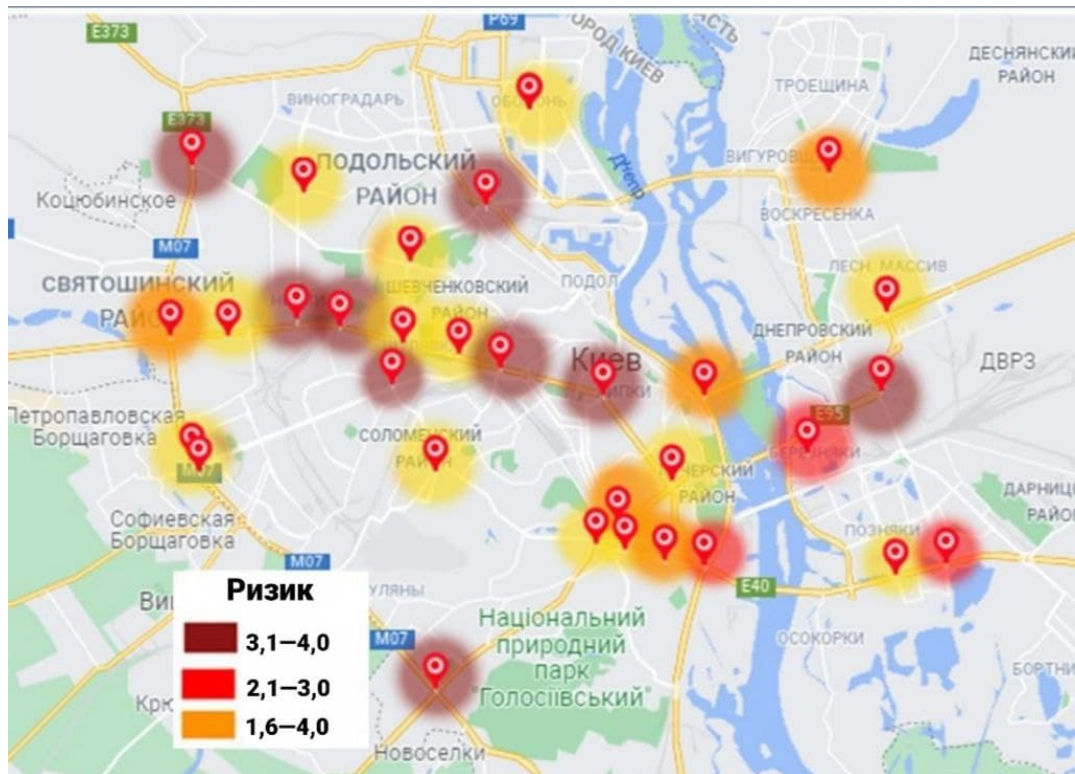 E373
P69
ГОРОД КИЕВ
ДЕСНЯНСКИЙ
РАЙОН
ТРОЕЩИНА
ВИНОГРАДАРЬ
E373
ПОДОЛЬСКИЙ
РАЙОН
Днепр
Коцюбинское
ВОСКРЕСЕНКА
M07
ПОДОЛ
ЛЕСН. МАССИВ
СВЯТОШИНСКИЙ
ШЕВЧЕНКОВСКИЙ
РАЙОН
ДНЕПРОВСКИЙ
РАЙОН
ДВРЗ
Киев
E95
Петропавловская
Борщаговка
СОЛОМЕНСКИЙ
РАЙОН
БЕРЕЗНЯКИ
M07
РАЙОН
ДАРНИЦ
РАЙО
Софиевская
Борщаговка
ПОЗНЯКИ
M07
E40
УЛЯНЫ
Ризик
3,1—4,0
2,1—3,0
1,6—4,0
M07
Національний
природний
парк
"Голосіївський"
ОСОКОРКИ
БОРТНИ
Новоселки